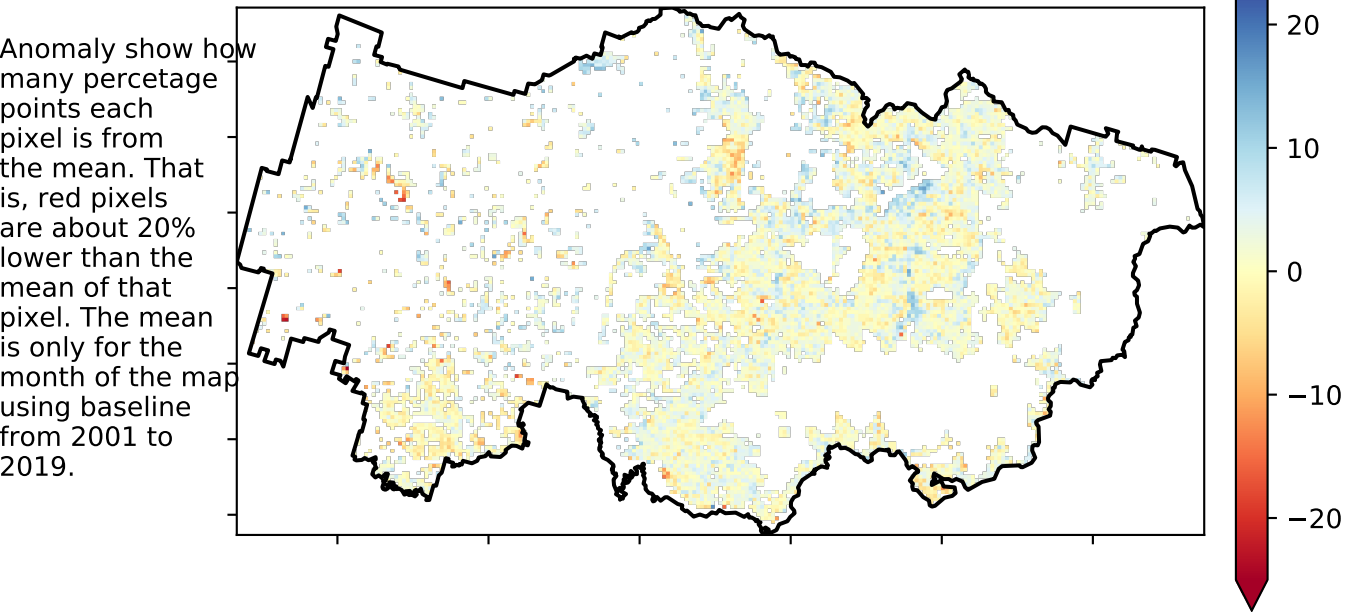 Anomaly show how
many percetage
points each
pixel is from
the mean. That
is, red pixels
are about 20%
lower than the
mean of that
pixel. The mean
is only for the
month of the map
using baseline
from 2001 to
2019.
20
10
0
−10
−20